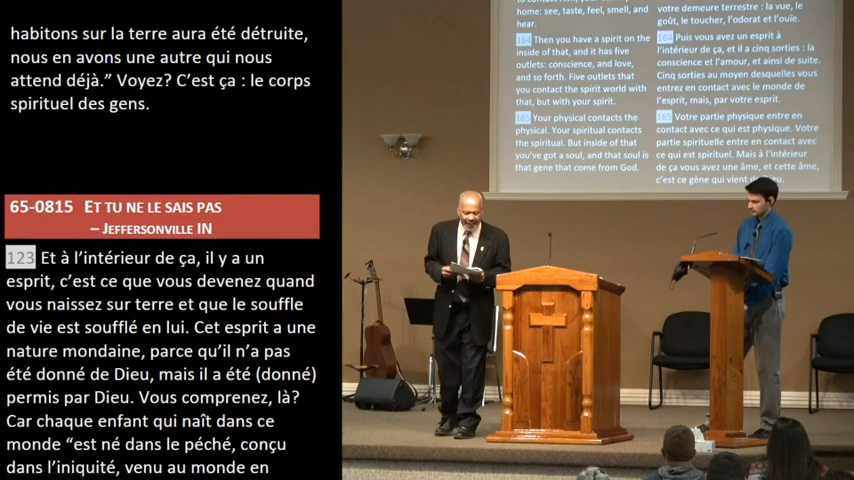 habitons sur la terre aura été détruite,
nous en avons une autre qui nous
attend déjà.” Voyez? C’est ça : le corps
spirituel des gens.
65-0815 ET TU NE LE SAIS PAS
– JEFFERSONVILLE IN
123 Et à l’intérieur de ça, il y a un
esprit, c’est ce que vous devenez quand
vous naissez sur terre et que le souffle
de vie est soufflé en lui. Cet esprit a une
nature mondaine, parce qu’il n’a pas
été donné de Dieu, mais il a été (donné)
permis par Dieu. Vous comprenez, là?
Car chaque enfant qui naît dans ce
monde “est né dans le péché, conçu
dans l’iniquité, venu au monde en
home: see, taste, feel, smell, and
hear.
164 Then you have a spirit on the
inside of that, and it has five
outlets: conscience, and love,
and so forth. Five outlets that
you contact the spirit world with
that, but with your spirit.
165 Your physical contacts the
physical. Your spiritual contacts
the spiritual. But inside of that
you’ve got a soul, and that soul is
that gene that come from God.
votre demeure terrestre : la vue, le
goût, le toucher, l’odorat et l’ouïe.
164 Puis vous avez un esprit à
l’intérieur de ça, et il a cinq sorties : la
conscience et l’amour, et ainsi de suite.
Cinq sorties au moyen desquelles vous
entrez en contact avec le monde de
l’esprit, mais, par votre esprit.
165 Votre partie physique entre en
contact avec ce qui est physique. Votre
partie spirituelle entre en contact avec
ce qui est spirituel. Mais à l’intérieur
de ça vous avez une âme, et cette âme,
c’est ce gène qui vient de